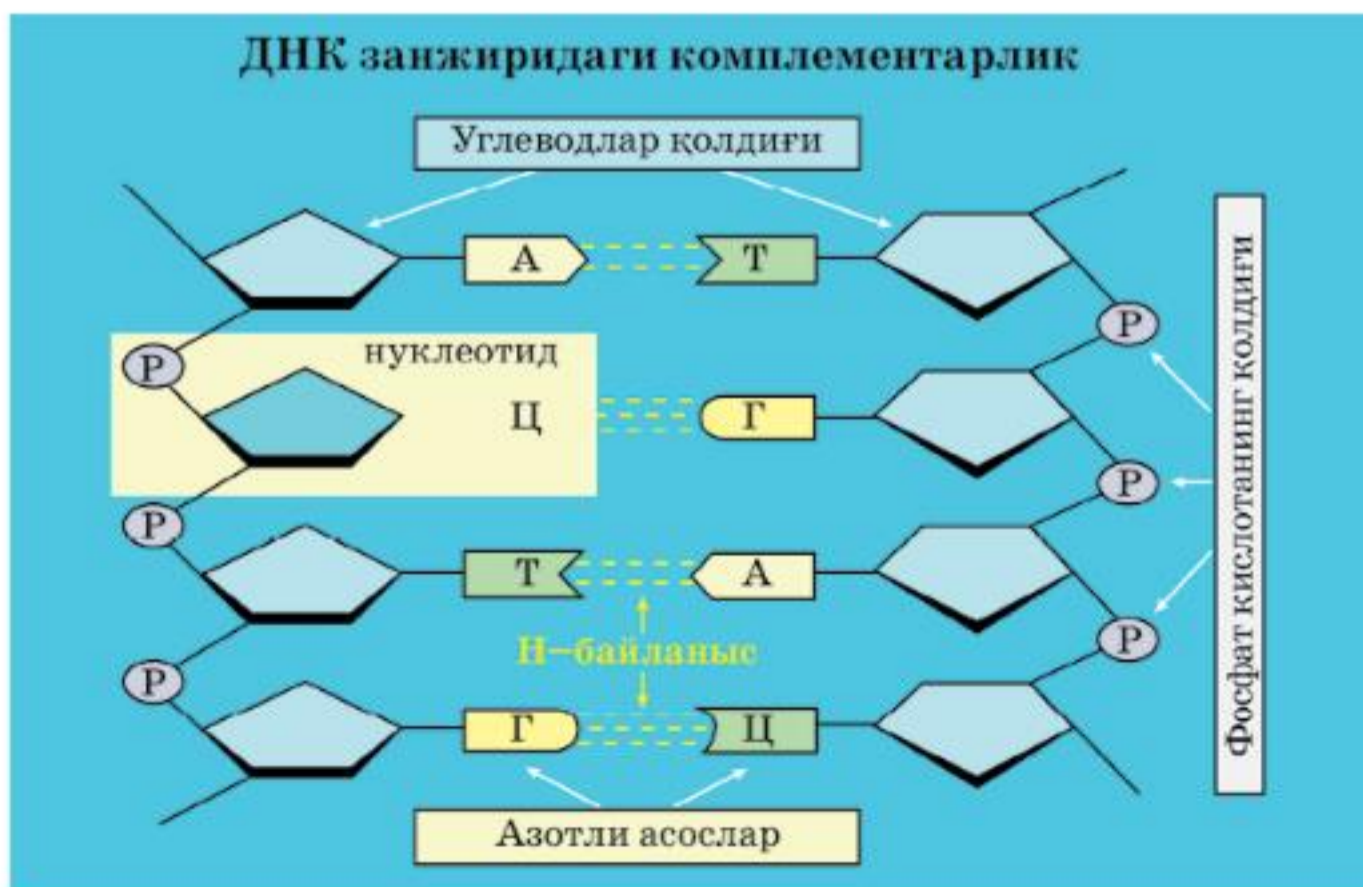 ДНК занжиридаги комплементарлик
Углеводлар қолдиғи
А
Т
Р
Р
нуклеотид
Ц
Г
Р
Р
Т
А
Н–байланыс
Р
Р
Г
Ц
Азотли асослар
Фосфат кислотанинг қолдиғи